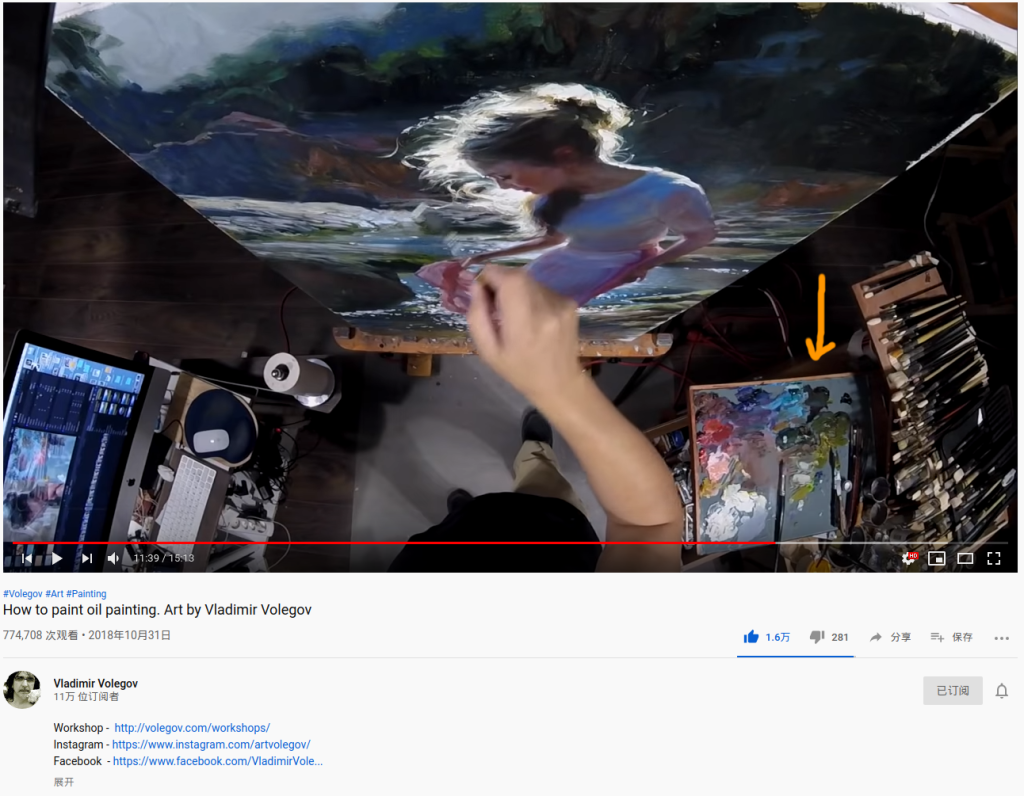 11:39 / 15:13
HD
#Volegov #Art #Painting
How to paint oil painting. Art by Vladimir Volegov
774,708 次观看 • 2018年10月31日
1.6万 281 分享 保存
Vladimir Volegov
11万 位订阅者
已订阅
Workshop - http://volegov.com/workshops/
Instagram - https://www.instagram.com/artvolegov/
Facebook - https://www.facebook.com/VladimirVole...
展开